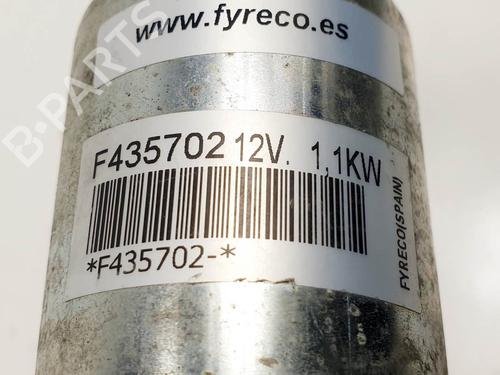 www.fyreco.es
F435702 12V. 1,1KW
*F435702-*
FYRECO(SPAIN)
B-PARTS